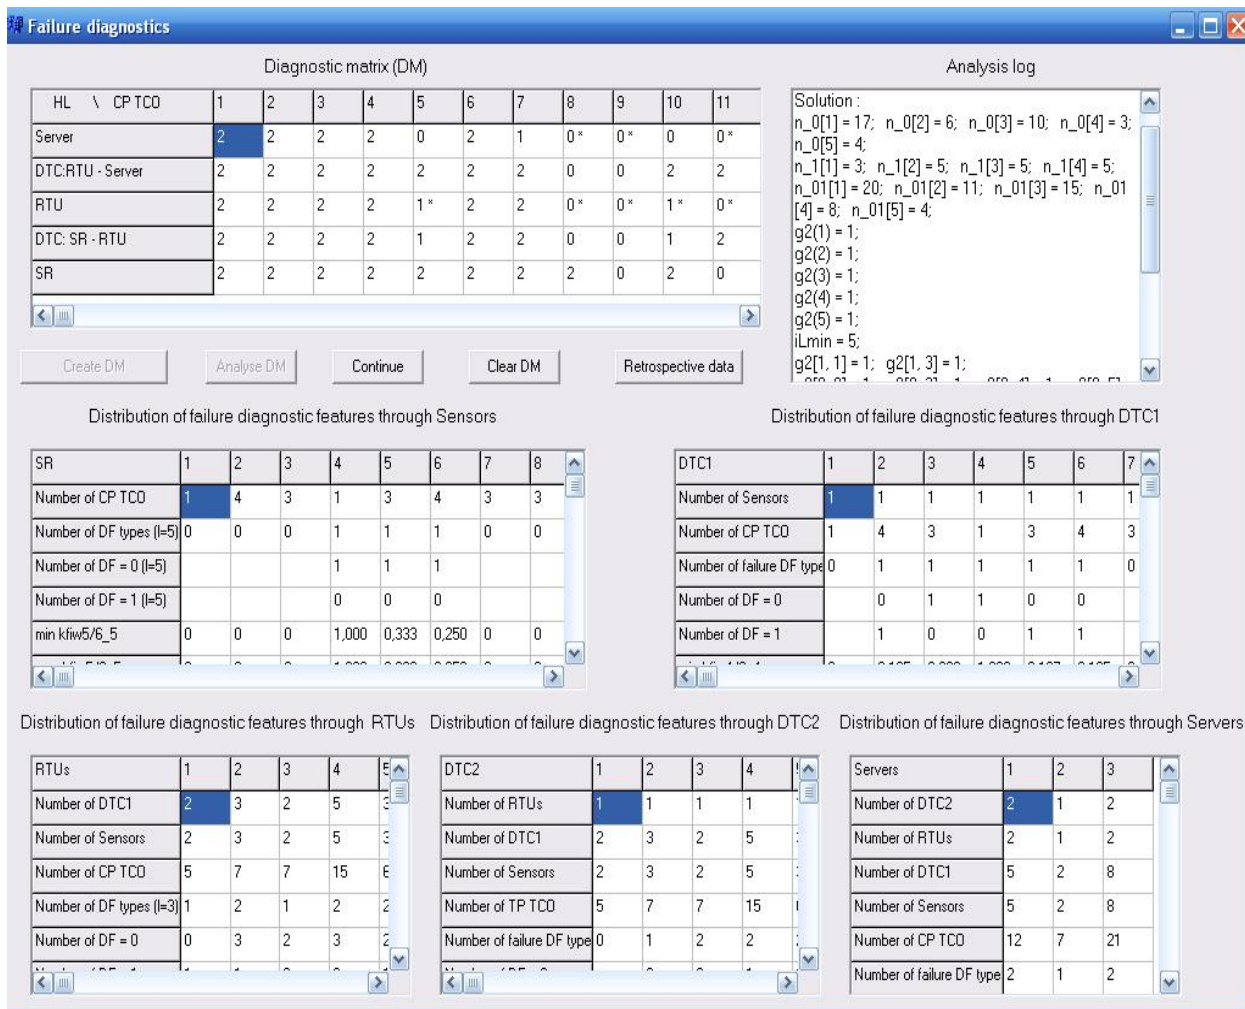 Failure diagnostics
Diagnostic matrix (DM)
HL \ CP TCO 1 2 3 4 5 6 7 8 9 10 11
Server 2 2 2 2 0 2 1 0* 0* 0 0*
DTC:RTU - Server 2 2 2 2 2 2 2 0 0 2 2
RTU 2 2 2 2 1* 2 2 0* 0* 1* 0*
DTC: SR - RTU 2 2 2 2 1 2 2 0 0 1 2
SR 2 2 2 2 2 2 2 2 0 2 0
Analysis log
Solution :
n_0[1] = 17; n_0[2] = 6; n_0[3] = 10; n_0[4] = 3;
n_0[5] = 4;
n_1[1] = 3; n_1[2] = 5; n_1[3] = 5; n_1[4] = 5;
n_01[1] = 20; n_01[2] = 11; n_01[3] = 15; n_01
[4] = 8; n_01[5] = 4;
g2(1) = 1;
g2(2) = 1;
g2(3) = 1;
g2(4) = 1;
g2(5) = 1;
iLmin = 5;
g2[1, 1] = 1; g2[1, 3] = 1;
Create DM Analyse DM Continue Clear DM Retrospective data
Distribution of failure diagnostic features through Sensors
SR 1 2 3 4 5 6 7 8
Number of CP TCO 1 4 3 1 3 4 3 3
Number of DF types (l=5) 0 0 0 1 1 1 0 0
Number of DF = 0 (l=5) 1 1 1
Number of DF = 1 (l=5) 0 0 0
min kfiw5/6_5 0 0 0 1,000 0,333 0,250 0 0
Distribution of failure diagnostic features through DTC1
DTC1 1 2 3 4 5 6 7
Number of Sensors 1 1 1 1 1 1 1
Number of CP TCO 1 4 3 1 3 4 3
Number of failure DF type 0 1 1 1 1 1 0
Number of DF = 0 0 1 1 0 0
Number of DF = 1 1 0 0 1 1
Distribution of failure diagnostic features through RTUs
RTUs 1 2 3 4 5
Number of DTC1 2 3 2 5
Number of Sensors 2 3 2 5
Number of CP TCO 5 7 7 15
Number of DF types (l=3) 1 2 1 2 2
Number of DF = 0 0 3 2 3 2
Distribution of failure diagnostic features through DTC2
DTC2 1 2 3 4
Number of RTUs 1 1 1 1
Number of DTC1 2 3 2 5
Number of Sensors 2 3 2 5
Number of TP TCO 5 7 7 15
Number of failure DF type 0 1 2 2
Distribution of failure diagnostic features through Servers
Servers 1 2 3
Number of DTC2 2 1 2
Number of RTUs 2 1 2
Number of DTC1 5 2 8
Number of Sensors 5 2 8
Number of CP TCO 12 7 21
Number of failure DF type 2 1 2